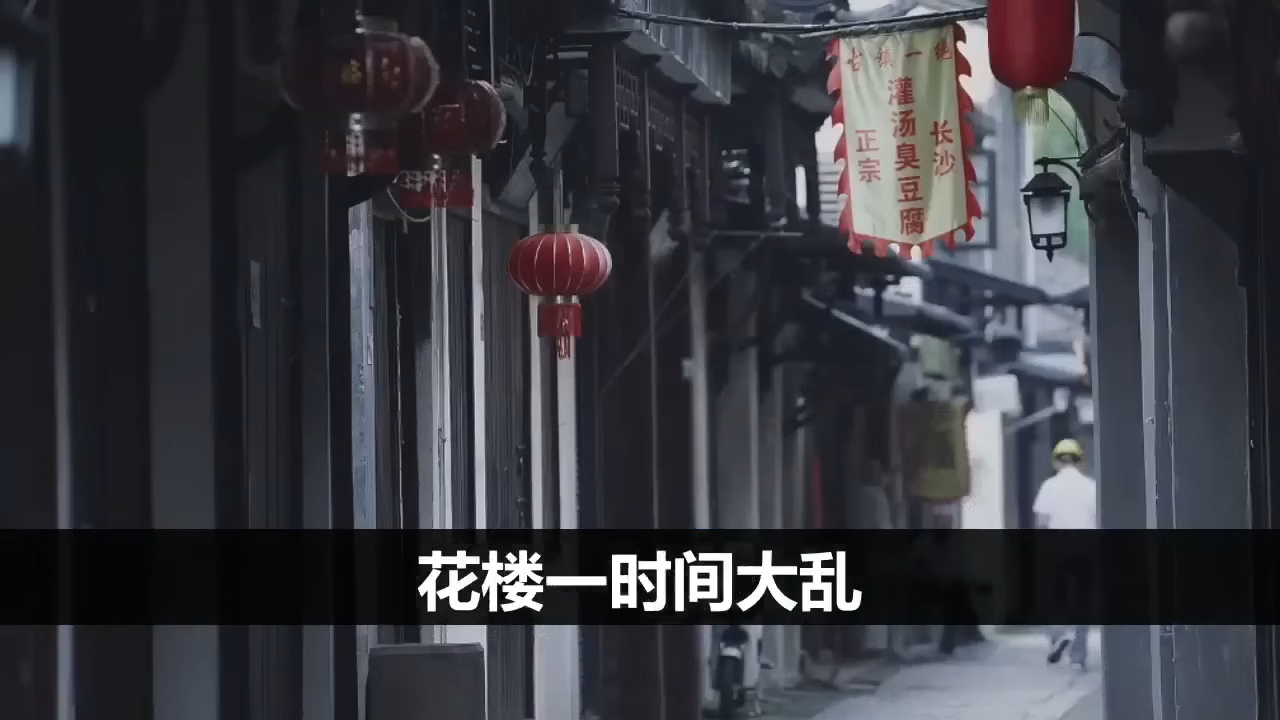 古镇一绝
长沙
灌汤臭豆腐
正宗
花楼一时间大乱